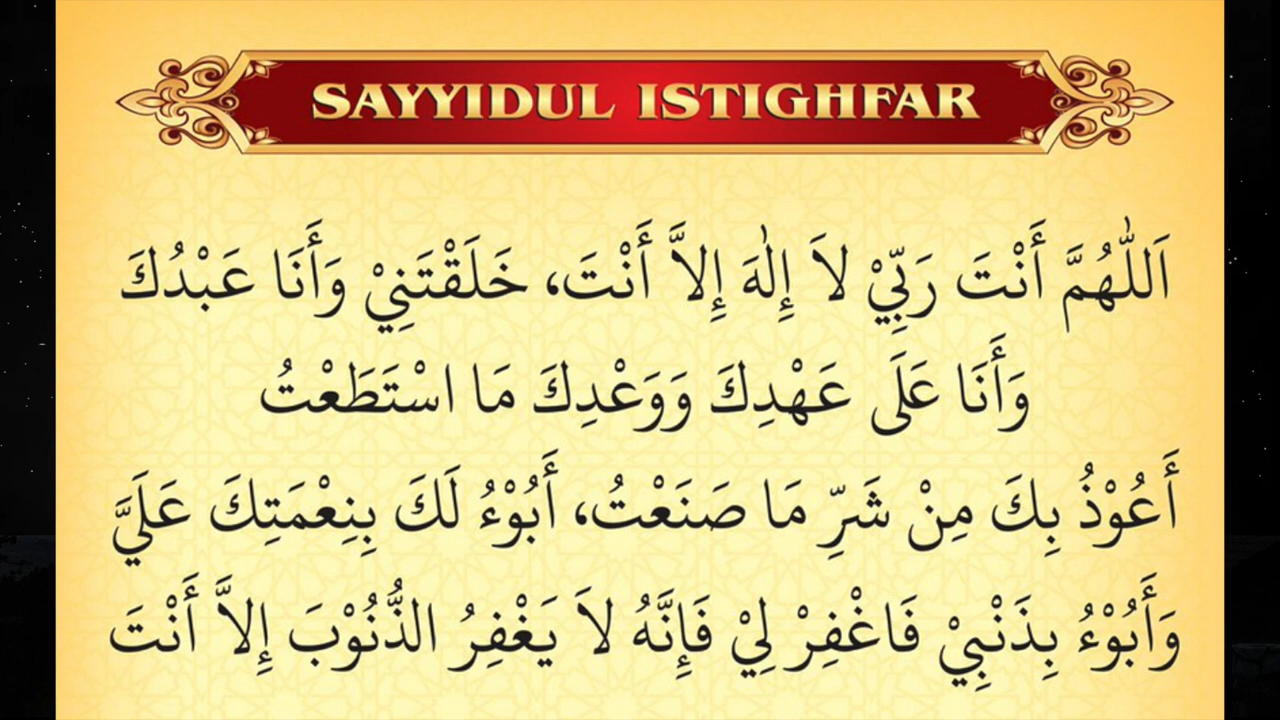 SAYYIDUL ISTIGHFAR
اَللّٰهُمَّ أَنْتَ رَبِّيْ لاَ إِلٰهَ إِلاَّ أَنْتَ، خَلَقْتَنِيْ وَأَنَا عَبْدُكَ
وَأَنَا عَلَى عَهْدِكَ وَوَعْدِكَ مَا اسْتَطَعْتُ
أَعُوْذُ بِكَ مِنْ شَرِّ مَا صَنَعْتُ، أَبُوْءُ لَكَ بِنِعْمَتِكَ عَلَيَّ
وَأَبُوْءُ بِذَنْبِيْ فَاغْفِرْ لِيْ فَإِنَّهُ لاَ يَغْفِرُ الذُّنُوْبَ إِلاَّ أَنْتَ